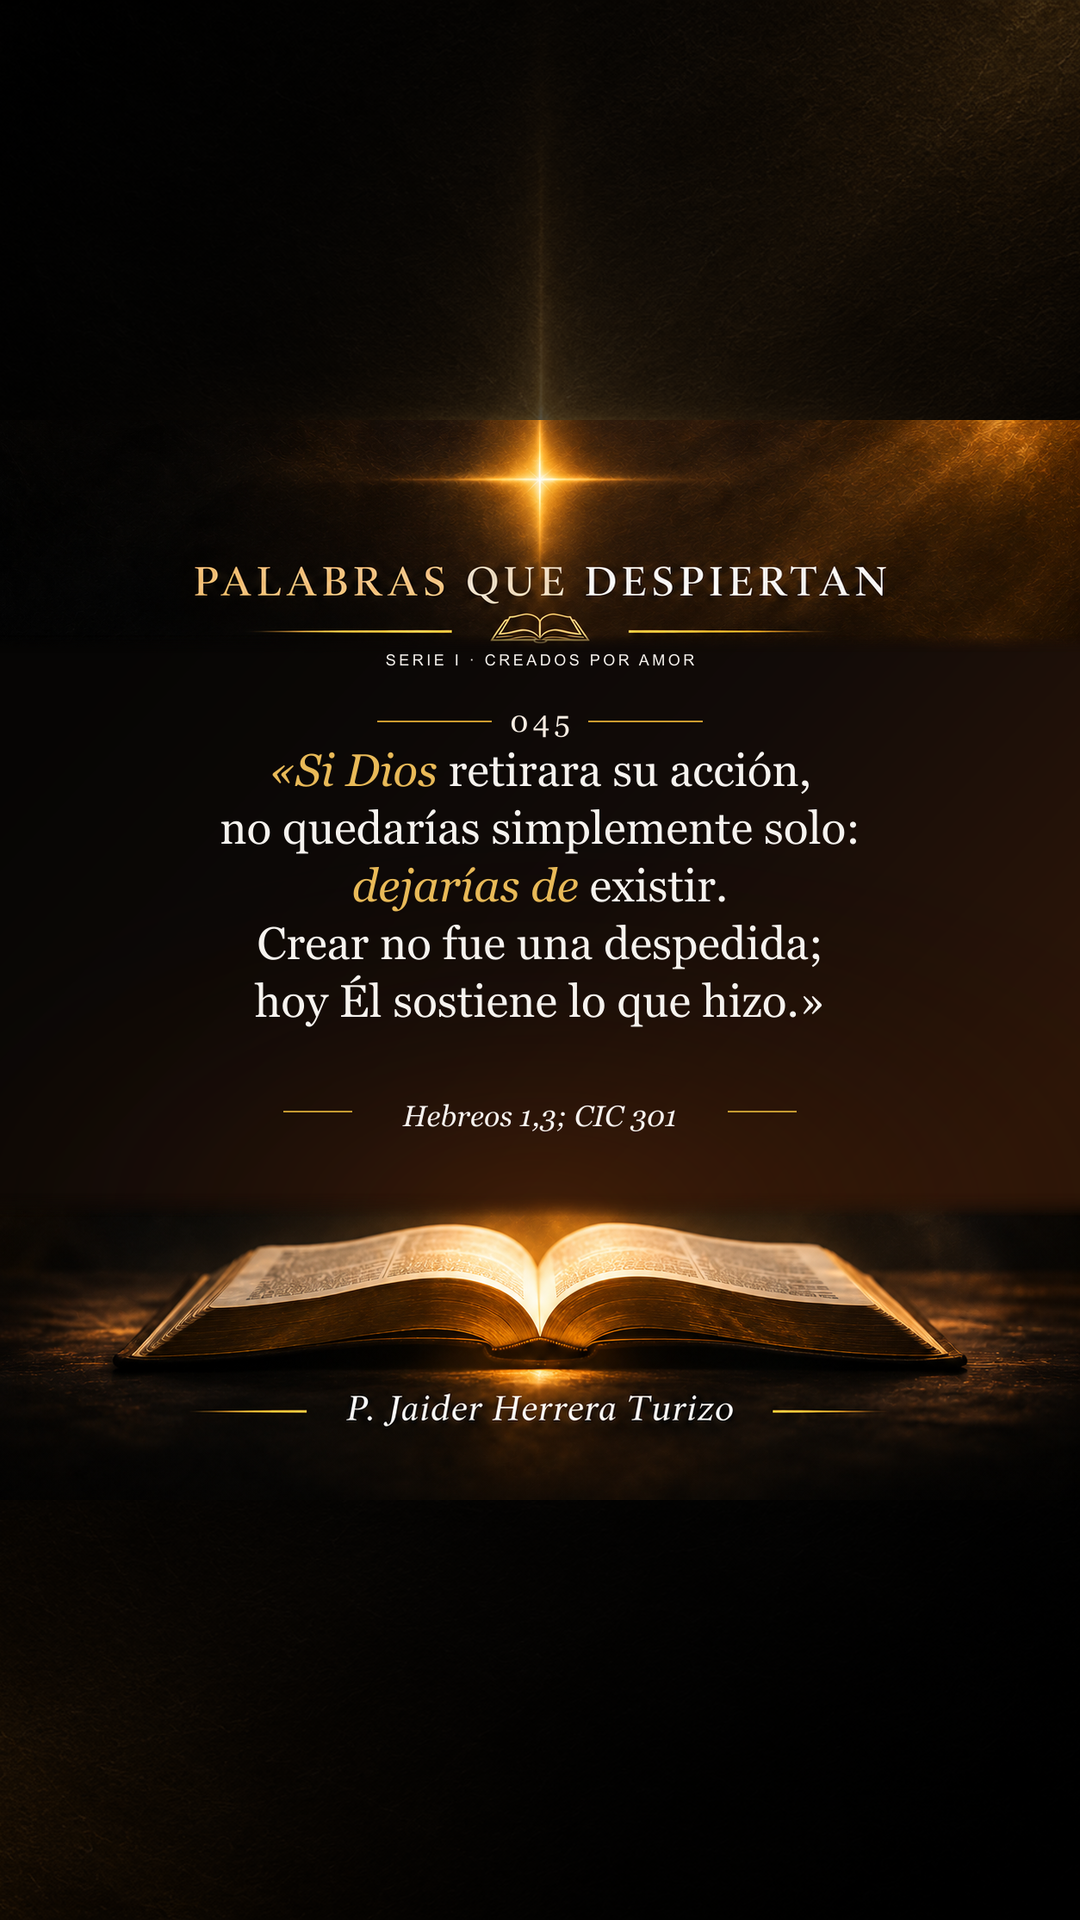 PALABRAS QUE DESPIERTAN
SERIE I · CREADOS POR AMOR
045
«Si Dios retirara su acción,
no quedarías simplemente solo:
dejarías de existir.
Crear no fue una despedida;
hoy Él sostiene lo que hizo.»
Hebreos 1,3; CIC 301
P. Jaider Herrera Turizo